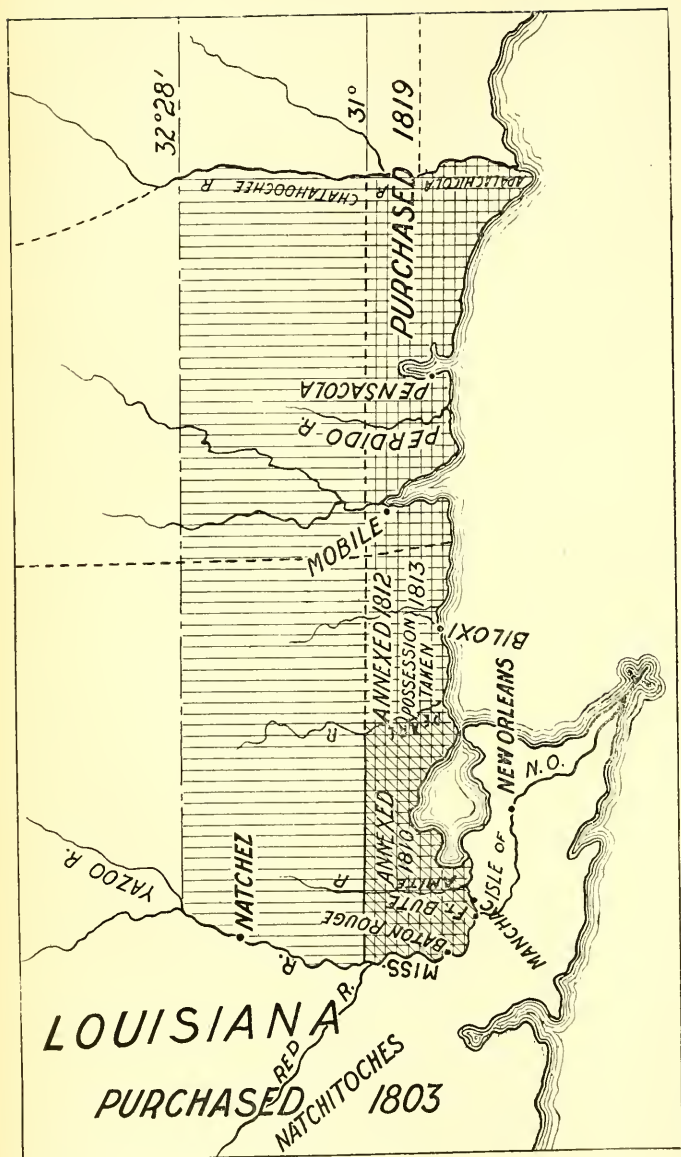 32°28'
31°
CHATAHOOCHEE R
APALACHICOLA R
PURCHASED 1819
PENSACOLA
PERDIDO R.
MOBILE
ANNEXED 1812
POSSESSION
TAKEN 1813
BILOXI
PEARL R.
NEW ORLEANS
ISLE OF N.O.
YAZOO R.
NATCHEZ
ANNEXED
1810
AMITE R
FT. BUTE
BATON ROUGE
MANCHAC
MISS. R.
RED R.
LOUISIANA
PURCHASED 1803
NATCHITOCHES